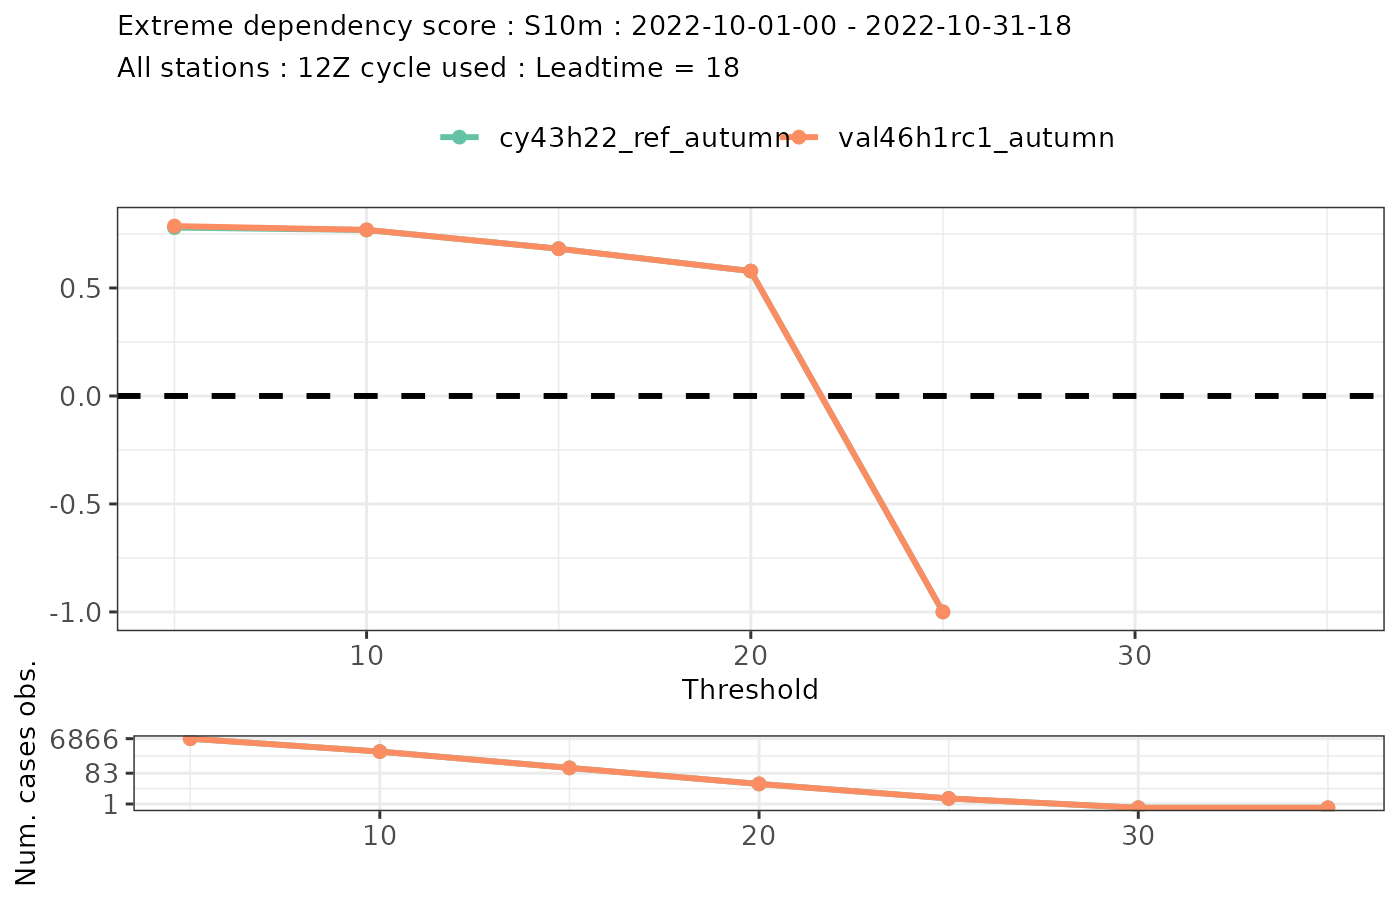 Extreme dependency score : S10m : 2022-10-01-00 - 2022-10-31-18
All stations : 12Z cycle used : Leadtime = 18
cy43h22_ref_autumn
val46h1rc1_autumn
0.5
0.0
-0.5
-1.0
10
20
30
Threshold
Num. cases obs.
6866
83
1
10
20
30